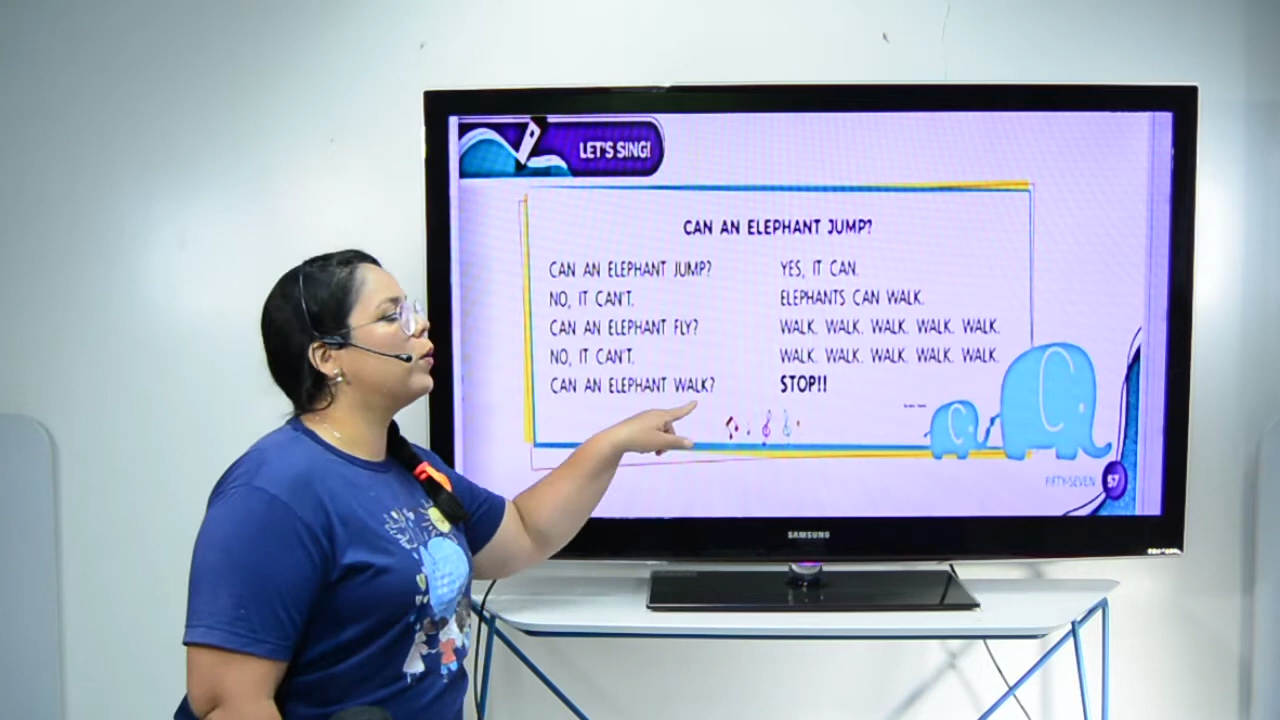 LET'S SING!
CAN AN ELEPHANT JUMP?
CAN AN ELEPHANT JUMP?
NO, IT CAN'T.
CAN AN ELEPHANT FLY?
NO, IT CAN'T.
CAN AN ELEPHANT WALK?
YES, IT CAN.
ELEPHANTS CAN WALK.
WALK. WALK. WALK. WALK. WALK.
WALK. WALK. WALK. WALK. WALK.
STOP!!
FIFTY-SEVEN
57
SAMSUNG